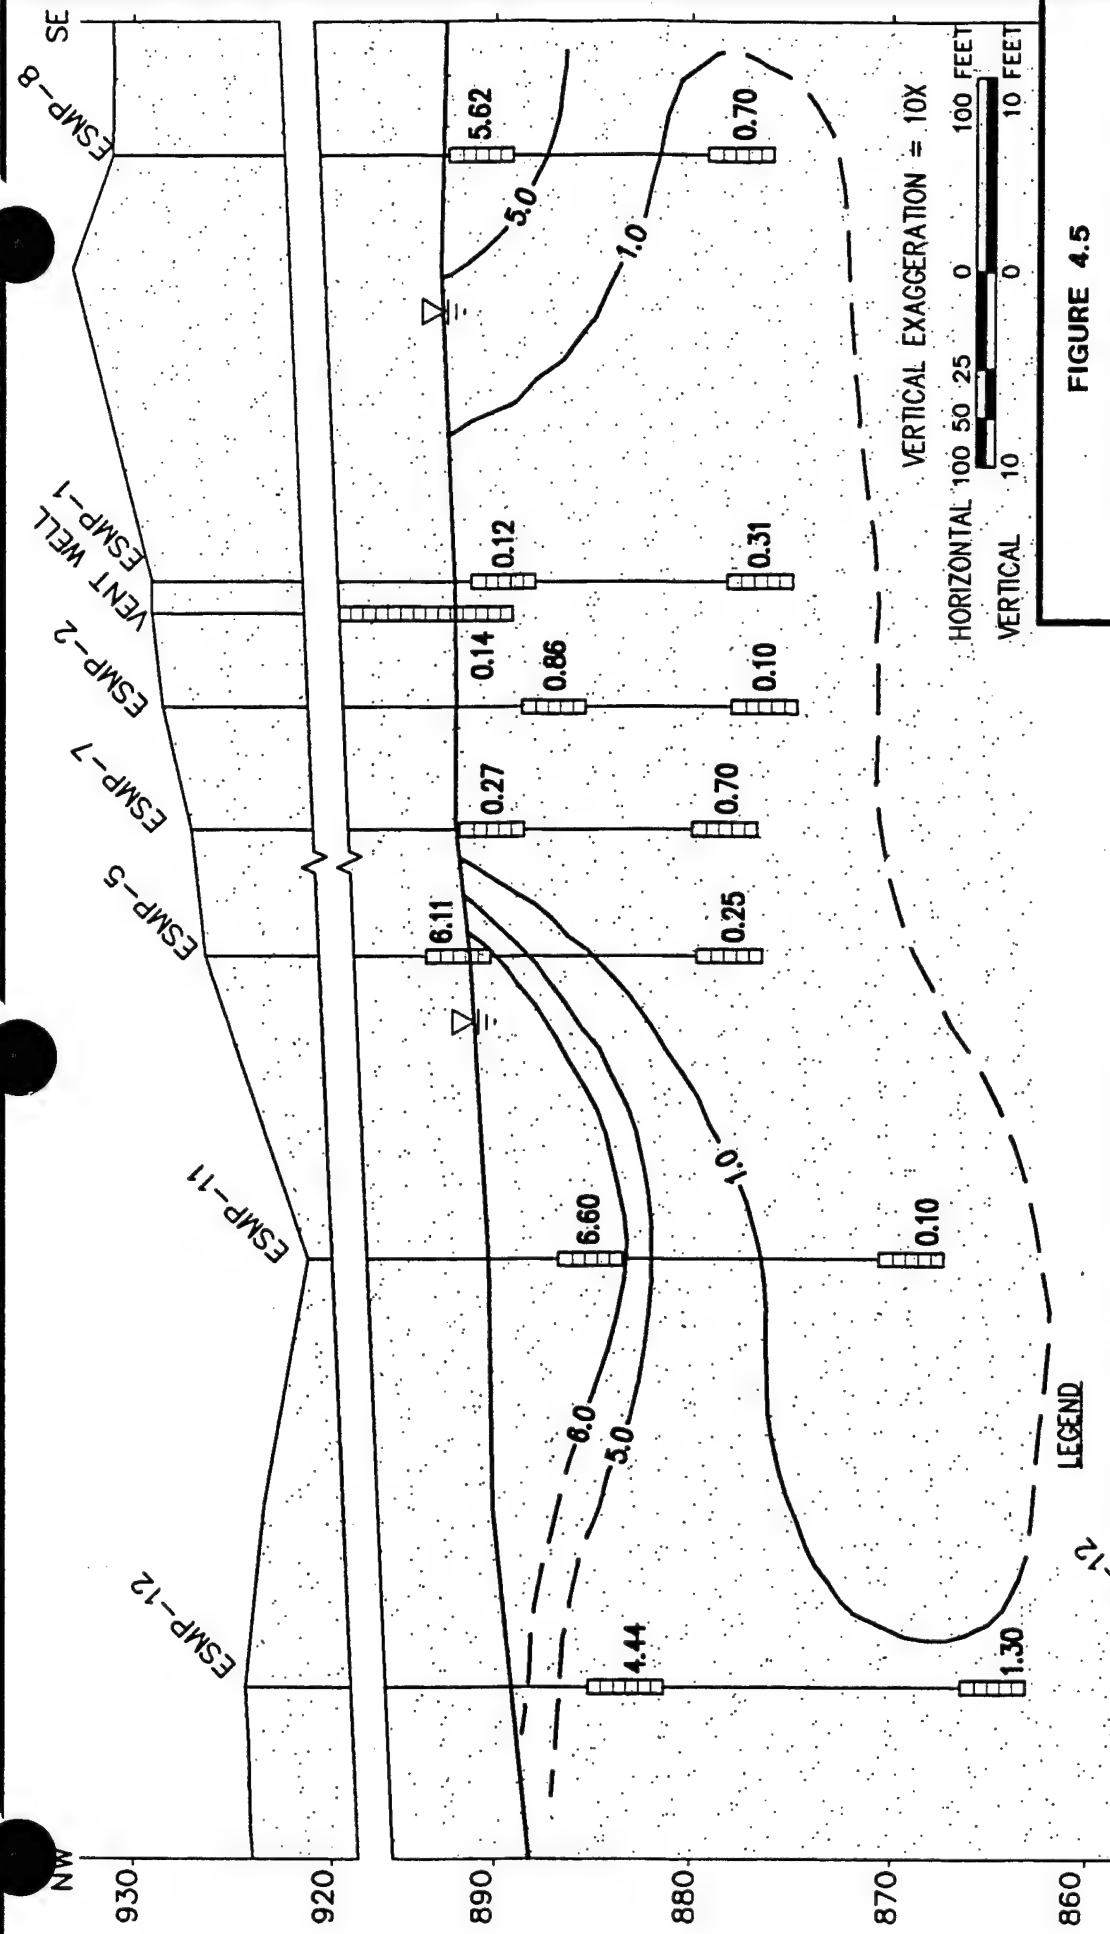 NW
SE
ESMP-12
ESMP-11
ESMP-5
ESMP-7
ESMP-2
VENT WELL
ESMP-1
ESMP-8
930
920
890
880
870
860
6.11
0.27
0.14
0.12
5.62
6.60
0.86
4.44
0.25
0.70
0.10
0.31
0.70
0.10
1.30
6.0
5.0
1.0
1.0
5.0
VERTICAL EXAGGERATION = 10X
HORIZONTAL 100 50 25 0 100 FEET
VERTICAL 10 0 10 FEET
LEGEND
12
FIGURE 4.5